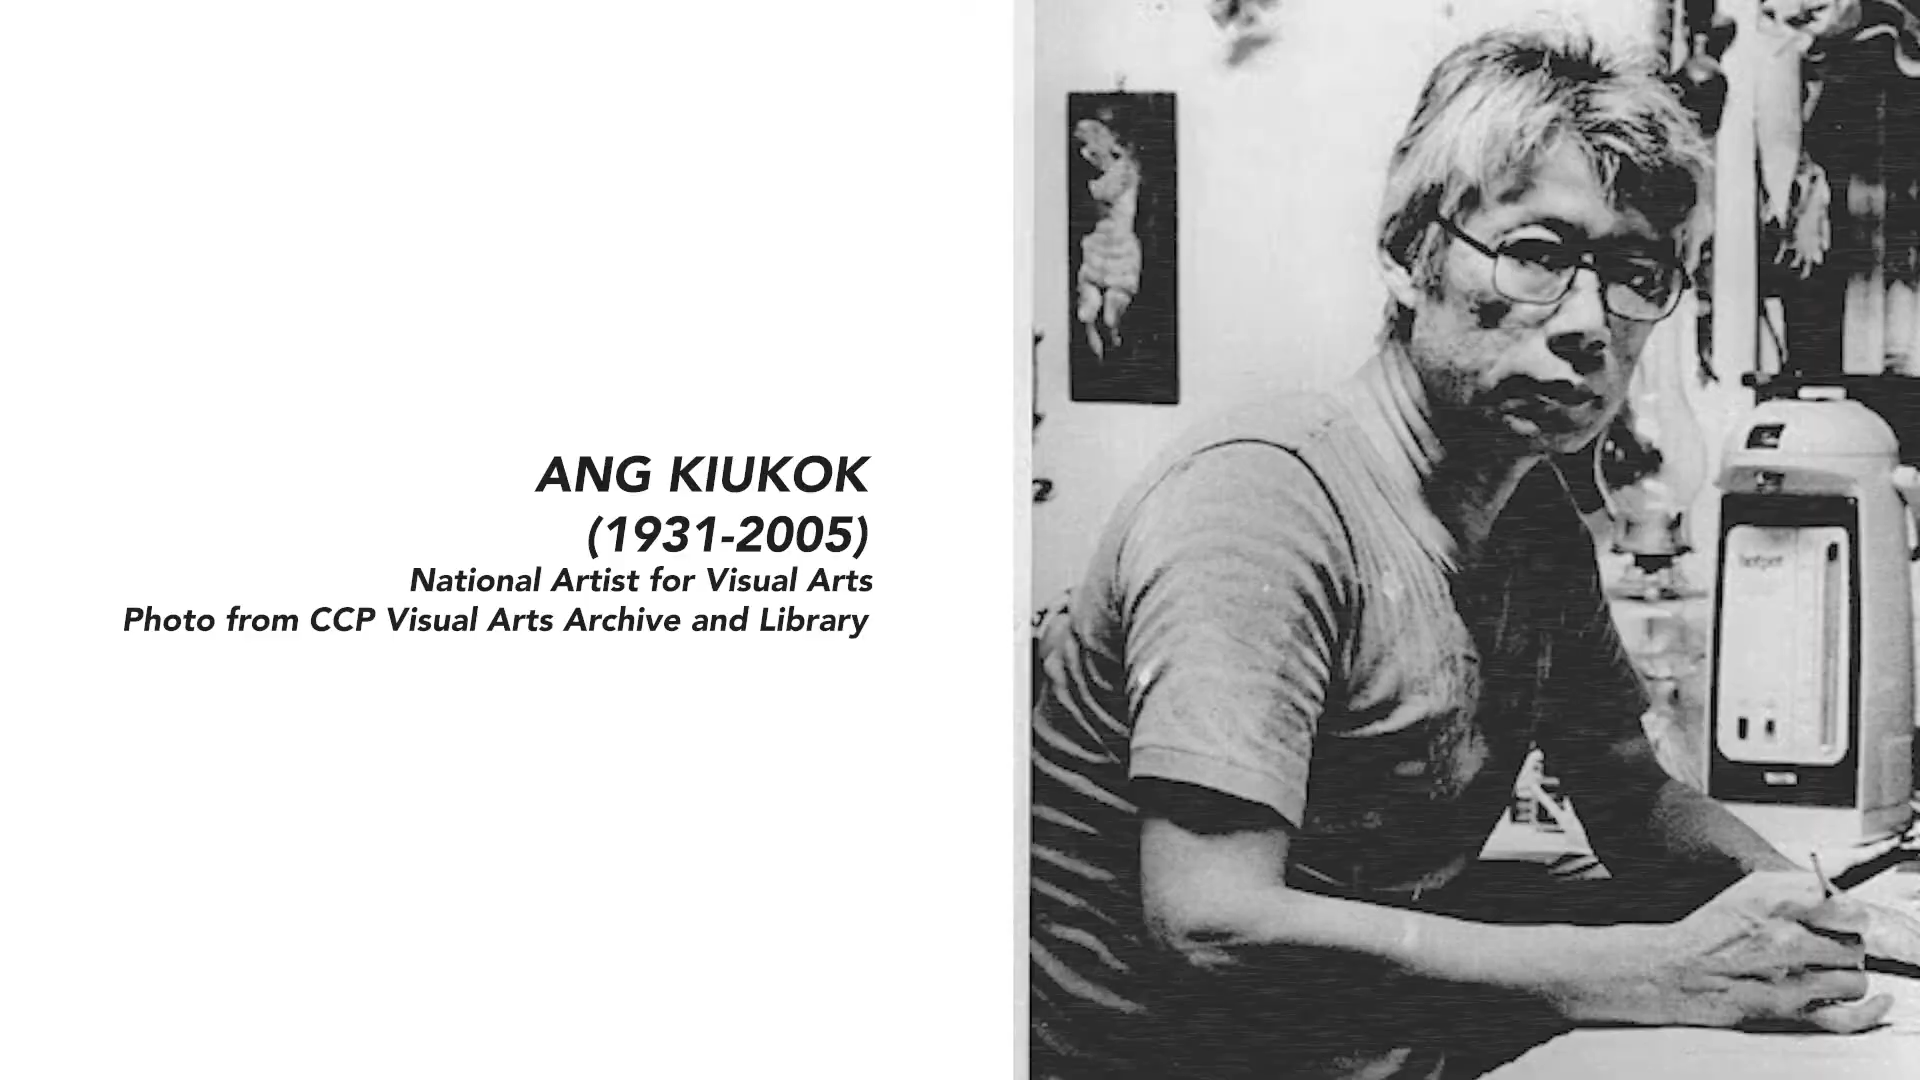 ANG KIUKOK
(1931-2005)
National Artist for Visual Arts
Photo from CCP Visual Arts Archive and Library